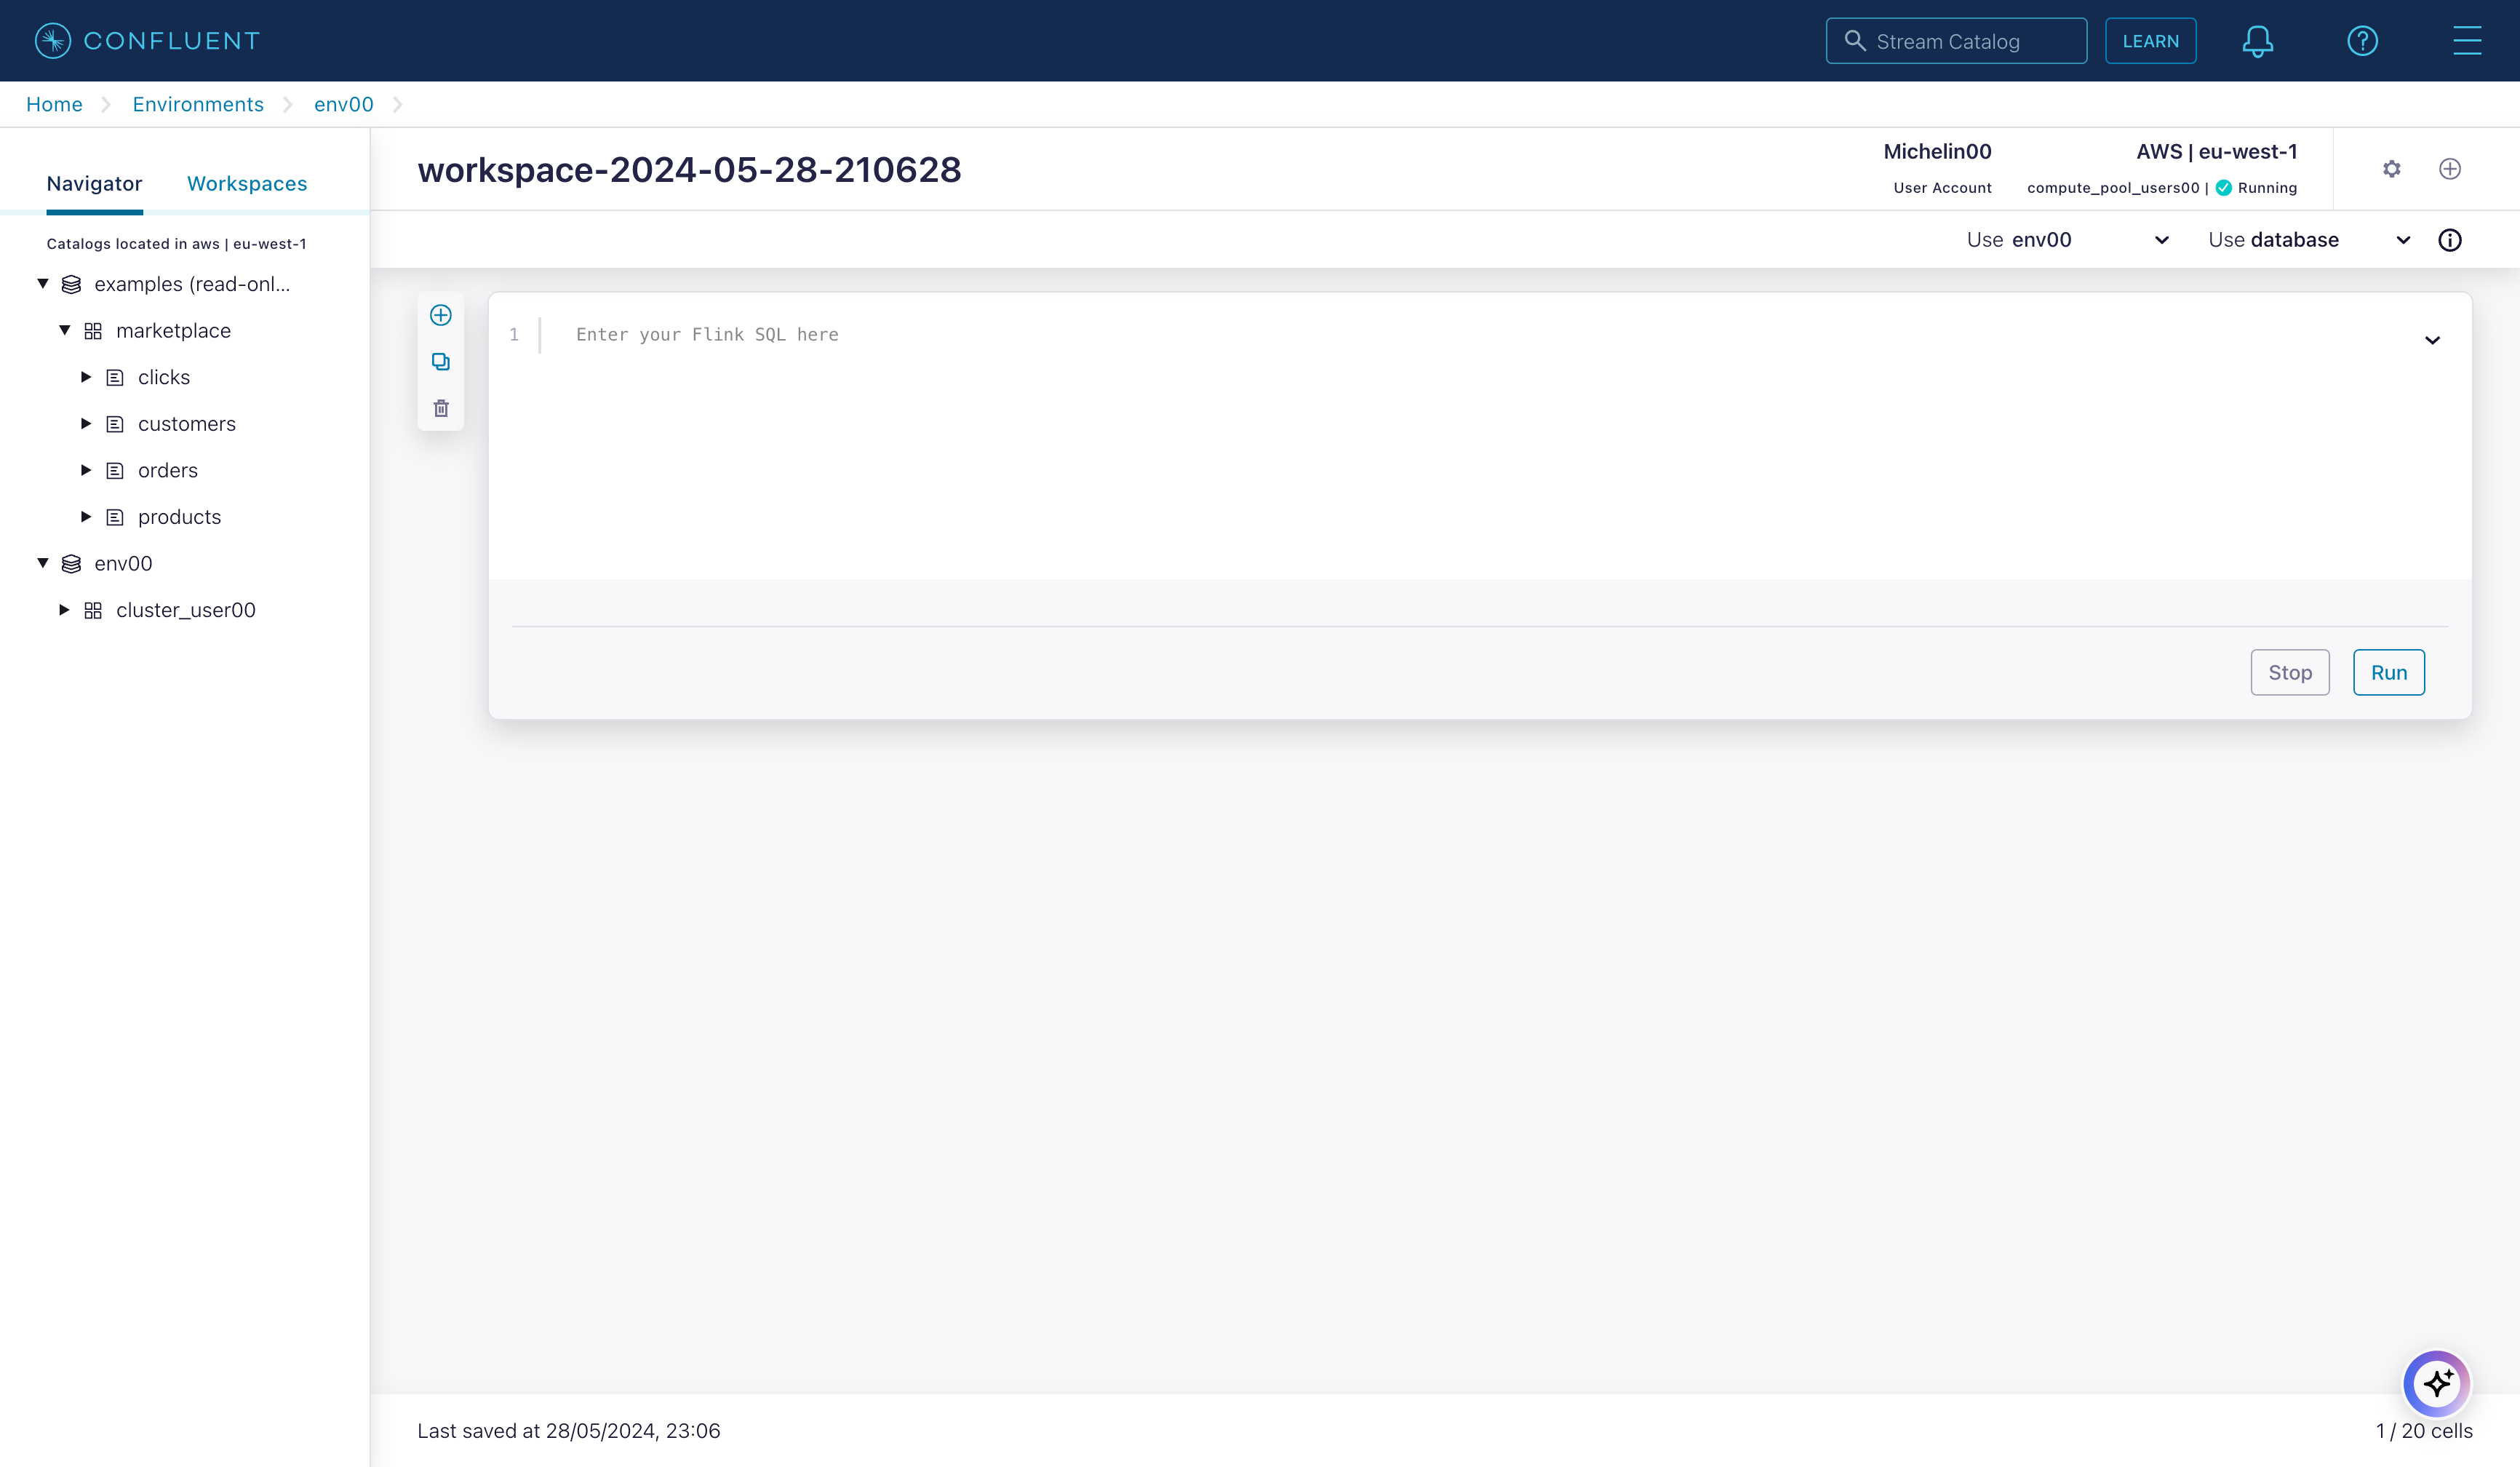 CONFLUENT
Stream Catalog
LEARN
Home
Environments
env00
Navigator
Workspaces
Catalogs located in aws | eu-west-1
examples (read-onl...
marketplace
clicks
customers
orders
products
env00
cluster_user00
workspace-2024-05-28-210628
Michelin00
User Account
AWS | eu-west-1
compute_pool_users00 | Running
Use env00
Use database
1
Enter your Flink SQL here
Stop
Run
Last saved at 28/05/2024, 23:06
1 / 20 cells